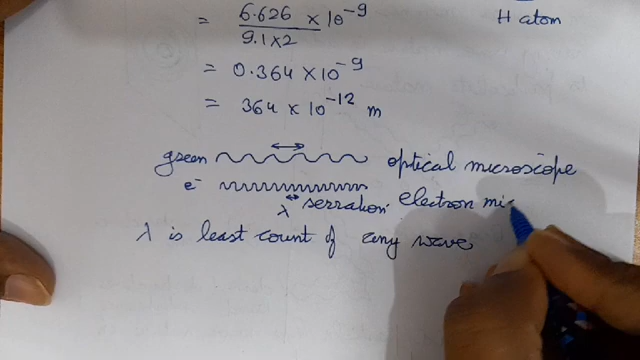 = 6.626 × 10⁻⁹ / 9.1×2
H atom
= 0.364 × 10⁻⁹
= 364 × 10⁻¹² m
green optical microscope
e⁻
λ serration electron mic
λ is least count of any wave